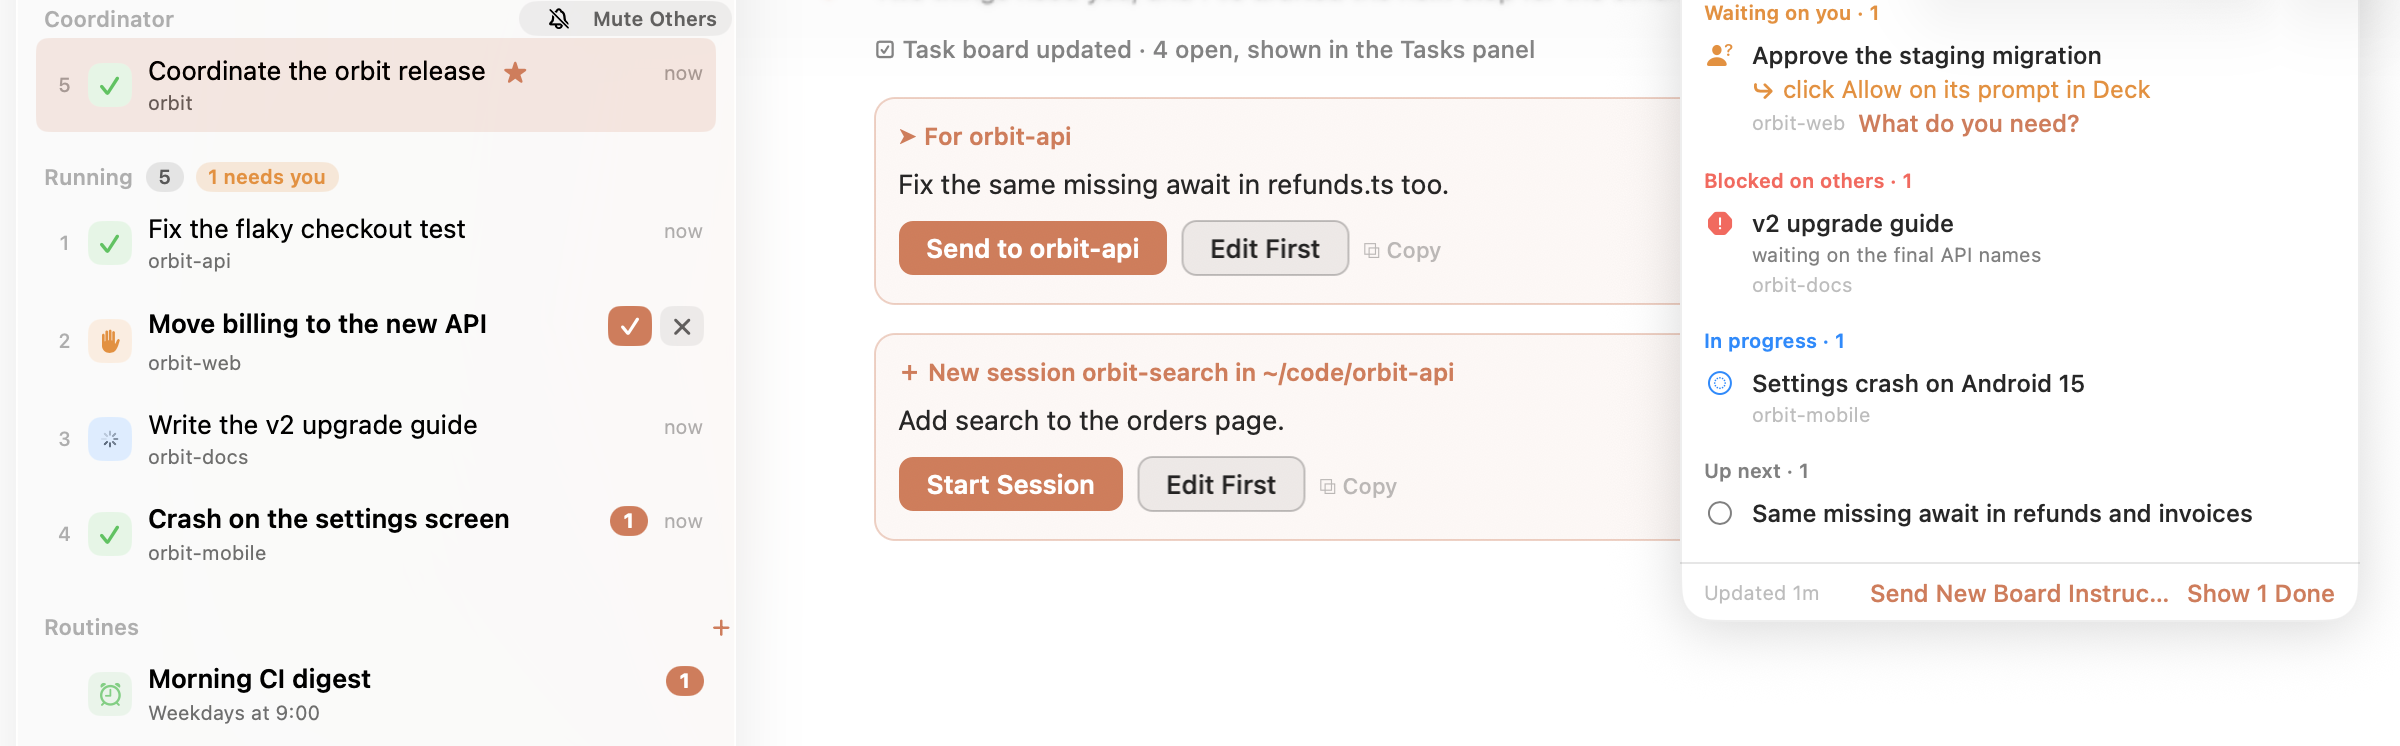 Coordinator
Mute Others
5
Coordinate the orbit release
now
orbit
Running
5
1 needs you
1
Fix the flaky checkout test
now
orbit-api
2
Move billing to the new API
orbit-web
3
Write the v2 upgrade guide
now
orbit-docs
4
Crash on the settings screen
1
now
orbit-mobile
Routines
+
Morning CI digest
1
Weekdays at 9:00
Task board updated · 4 open, shown in the Tasks panel
For orbit-api
Fix the same missing await in refunds.ts too.
Send to orbit-api
Edit First
Copy
+ New session orbit-search in ~/code/orbit-api
Add search to the orders page.
Start Session
Edit First
Copy
Waiting on you · 1
Approve the staging migration
click Allow on its prompt in Deck
orbit-web What do you need?
Blocked on others · 1
v2 upgrade guide
waiting on the final API names
orbit-docs
In progress · 1
Settings crash on Android 15
orbit-mobile
Up next · 1
Same missing await in refunds and invoices
Updated 1m
Send New Board Instruc...
Show 1 Done